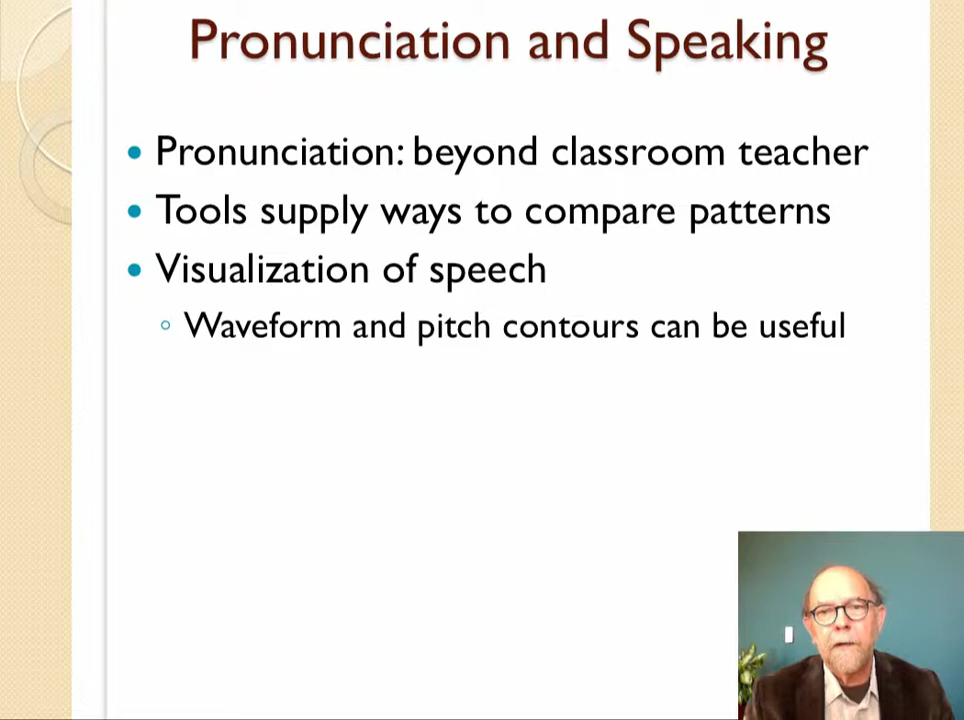 Pronunciation and Speaking
Pronunciation: beyond classroom teacher
Tools supply ways to compare patterns
Visualization of speech
Waveform and pitch contours can be useful